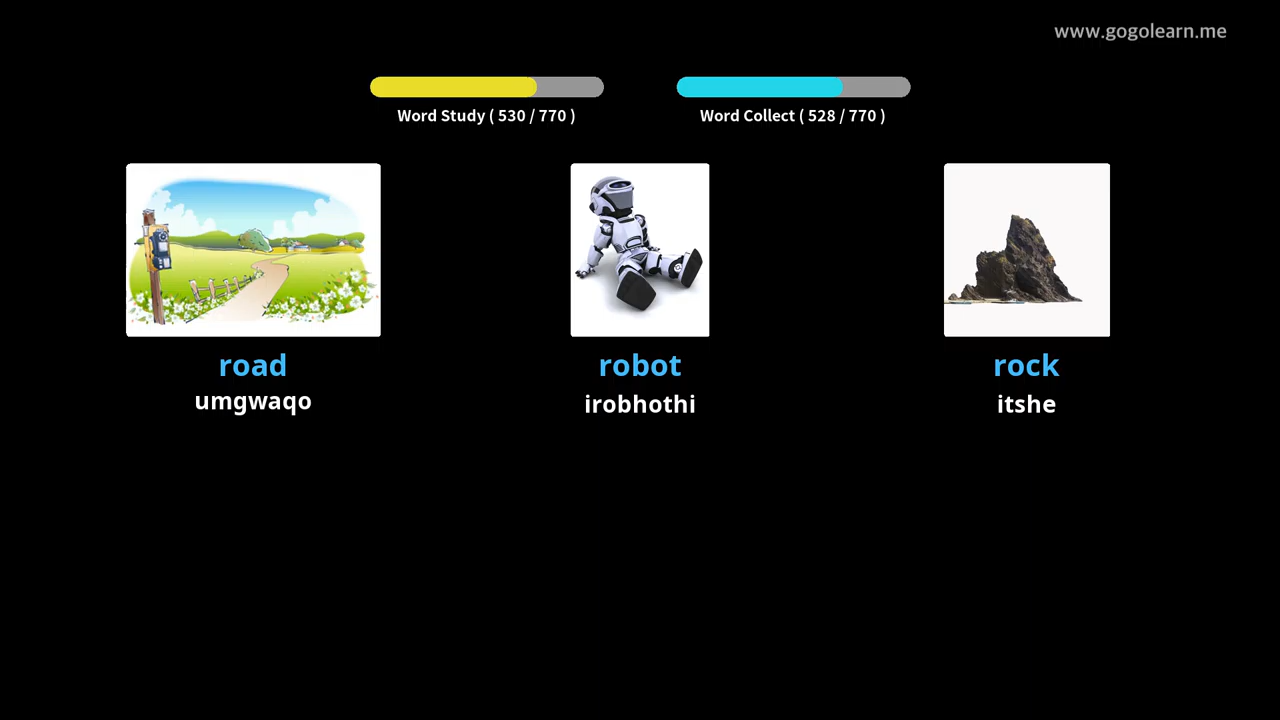 www.gogolearn.me
Word Study ( 530 / 770 )
Word Collect ( 528 / 770 )
road
umgwaqo
robot
irobhothi
rock
itshe